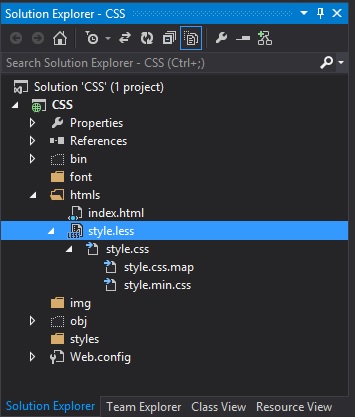 Solution Explorer - CSS
Search Solution Explorer - CSS (Ctrl+;)
Solution 'CSS' (1 project)
CSS
Properties
References
bin
font
htmls
index.html
style.less
style.css
style.css.map
style.min.css
img
obj
styles
Web.config
Solution Explorer Team Explorer Class View Resource View